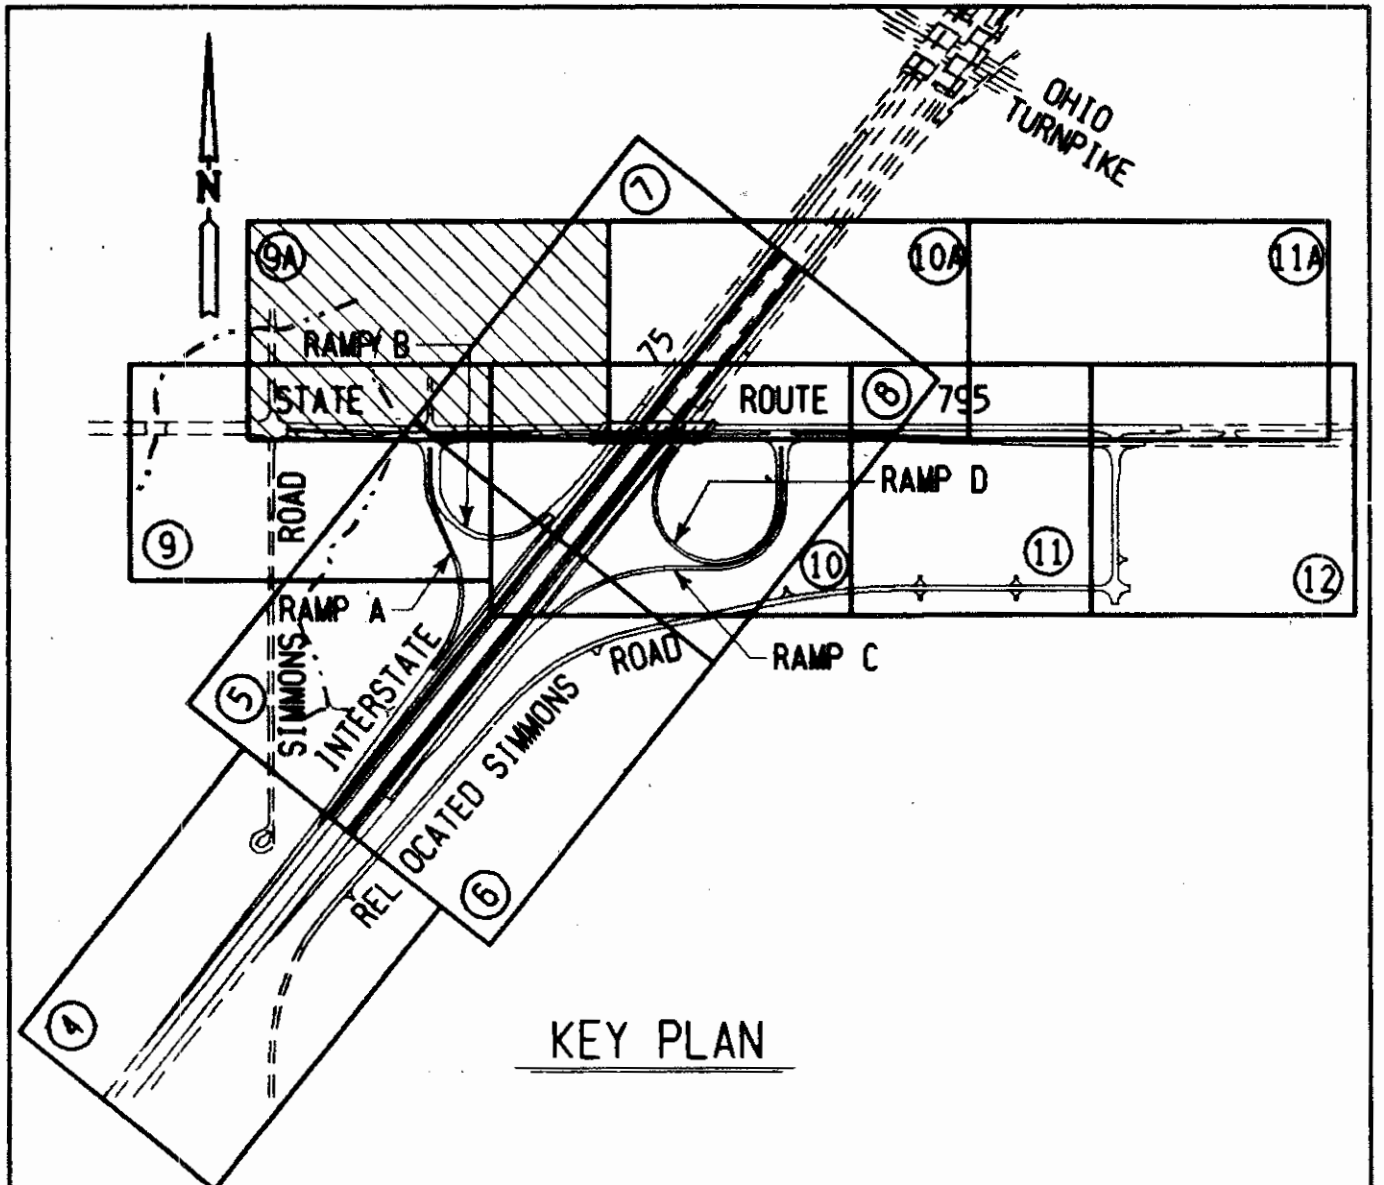 OHIO
TURNPIKE
N
7
9A
10A
11A
RAMP B
75
STATE
ROUTE
8
795
ROAD
RAMP D
9
10
11
12
RAMP A
SIMMONS
INTERSTATE
ROAD
RAMP C
5
RELOCATED SIMMONS
6
4
KEY PLAN